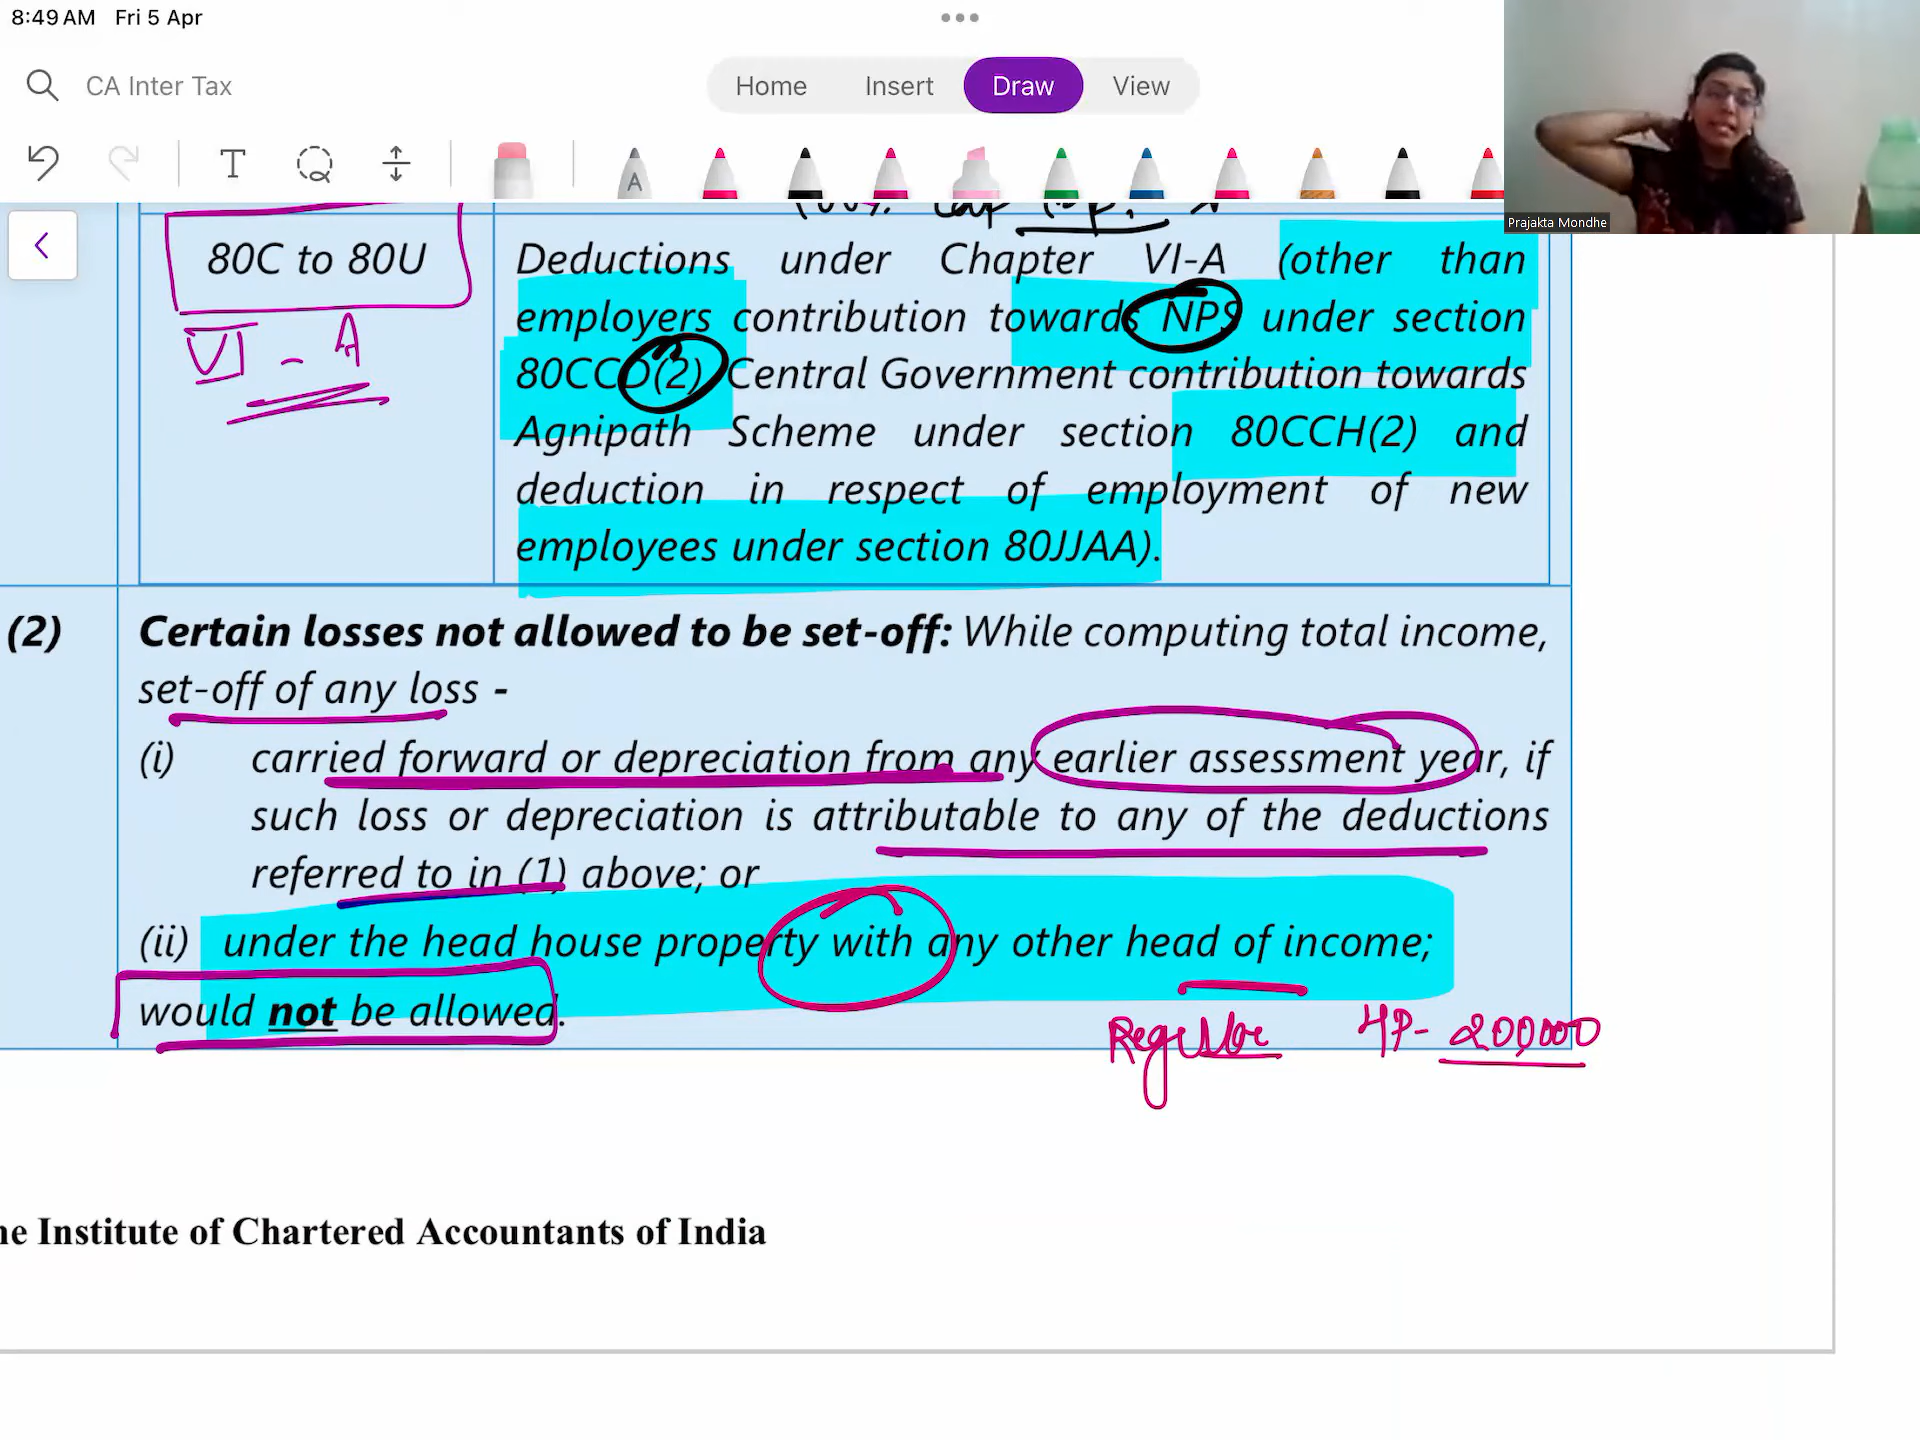 8:49 AM Fri 5 Apr
CA Inter Tax
Home Insert Draw View
A
Prajakta Mondhe
80C to 80U
VI - A
Deductions under Chapter VI-A (other than
employers contribution towards NPS under section
80CCD(2) Central Government contribution towards
Agnipath Scheme under section 80CCH(2) and
deduction in respect of employment of new
employees under section 80JJAA).
(2) Certain losses not allowed to be set-off: While computing total income,
set-off of any loss -
(i) carried forward or depreciation from any earlier assessment year, if
such loss or depreciation is attributable to any of the deductions
referred to in (1) above; or
(ii) under the head house property with any other head of income;
would not be allowed.
HP- 200,000
he Institute of Chartered Accountants of India